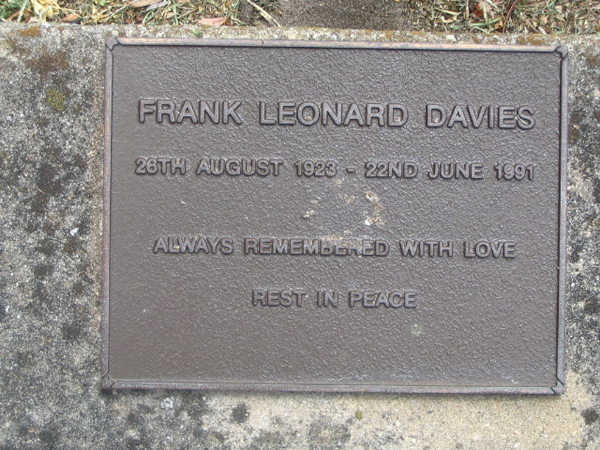 FRANK LEONARD DAVIES
26TH AUGUST 1923 - 22ND JUNE 1991
ALWAYS REMEMBERED WITH LOVE
REST IN PEACE